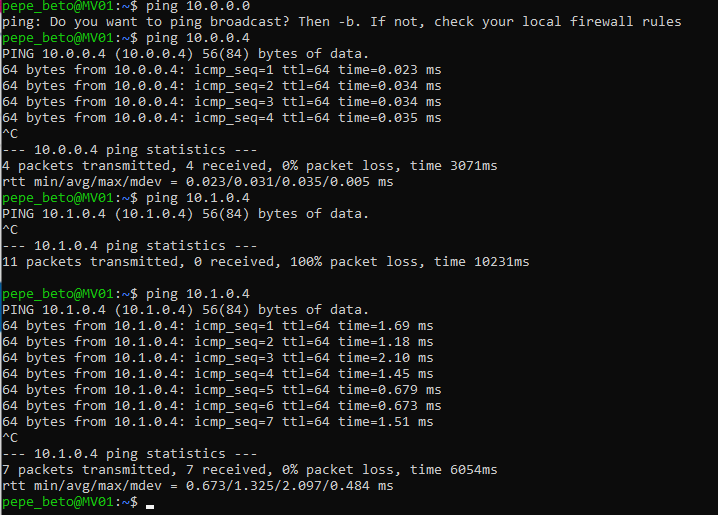 pepe_beto@MV01:~$ ping 10.0.0.0
ping: Do you want to ping broadcast? Then -b. If not, check your local firewall rules
pepe_beto@MV01:~$ ping 10.0.0.4
PING 10.0.0.4 (10.0.0.4) 56(84) bytes of data.
64 bytes from 10.0.0.4: icmp_seq=1 ttl=64 time=0.023 ms
64 bytes from 10.0.0.4: icmp_seq=2 ttl=64 time=0.034 ms
64 bytes from 10.0.0.4: icmp_seq=3 ttl=64 time=0.034 ms
64 bytes from 10.0.0.4: icmp_seq=4 ttl=64 time=0.035 ms
^C
--- 10.0.0.4 ping statistics ---
4 packets transmitted, 4 received, 0% packet loss, time 3071ms
rtt min/avg/max/mdev = 0.023/0.031/0.035/0.005 ms
pepe_beto@MV01:~$ ping 10.1.0.4
PING 10.1.0.4 (10.1.0.4) 56(84) bytes of data.
^C
--- 10.1.0.4 ping statistics ---
11 packets transmitted, 0 received, 100% packet loss, time 10231ms
pepe_beto@MV01:~$ ping 10.1.0.4
PING 10.1.0.4 (10.1.0.4) 56(84) bytes of data.
64 bytes from 10.1.0.4: icmp_seq=1 ttl=64 time=1.69 ms
64 bytes from 10.1.0.4: icmp_seq=2 ttl=64 time=1.18 ms
64 bytes from 10.1.0.4: icmp_seq=3 ttl=64 time=2.10 ms
64 bytes from 10.1.0.4: icmp_seq=4 ttl=64 time=1.45 ms
64 bytes from 10.1.0.4: icmp_seq=5 ttl=64 time=0.679 ms
64 bytes from 10.1.0.4: icmp_seq=6 ttl=64 time=0.673 ms
64 bytes from 10.1.0.4: icmp_seq=7 ttl=64 time=1.51 ms
^C
--- 10.1.0.4 ping statistics ---
7 packets transmitted, 7 received, 0% packet loss, time 6054ms
rtt min/avg/max/mdev = 0.673/1.325/2.097/0.484 ms
pepe_beto@MV01:~$